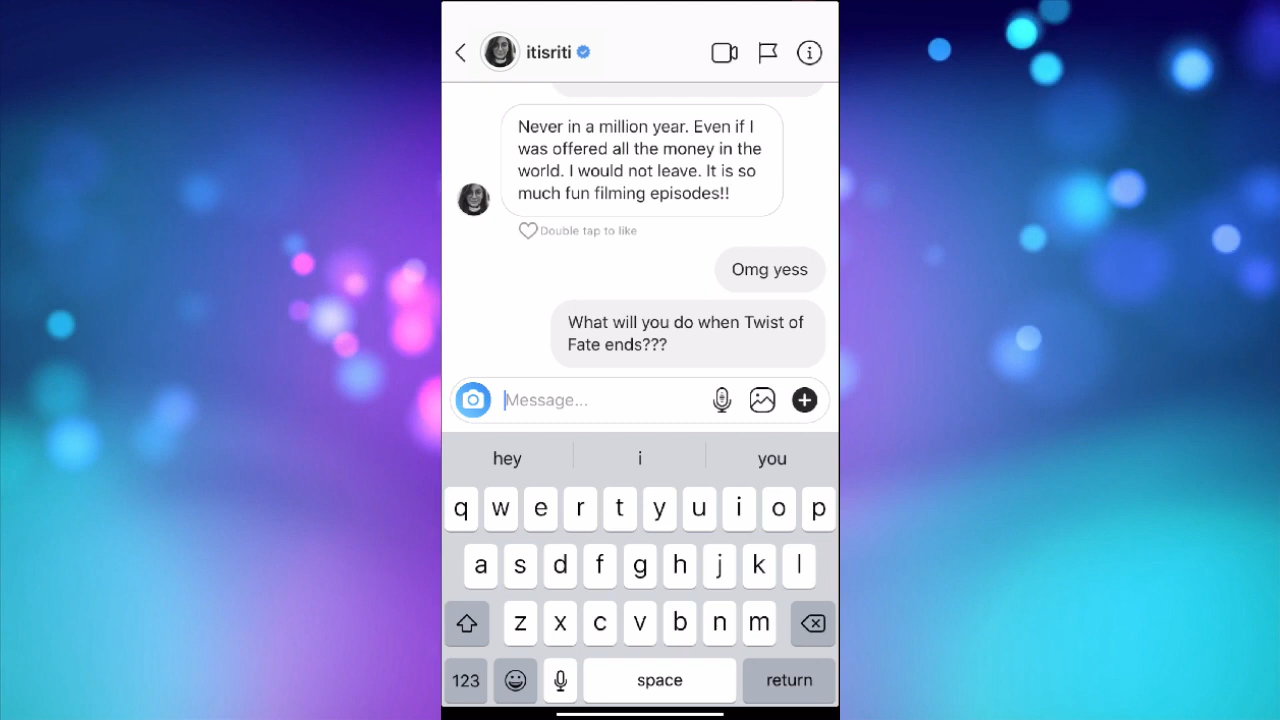 itisriti
Never in a million year. Even if I
was offered all the money in the
world. I would not leave. It is so
much fun filming episodes!!
Double tap to like
Omg yess
What will you do when Twist of
Fate ends???
Message...
hey i you
q w e r t y u i o p
a s d f g h j k l
z x c v b n m
123 space return